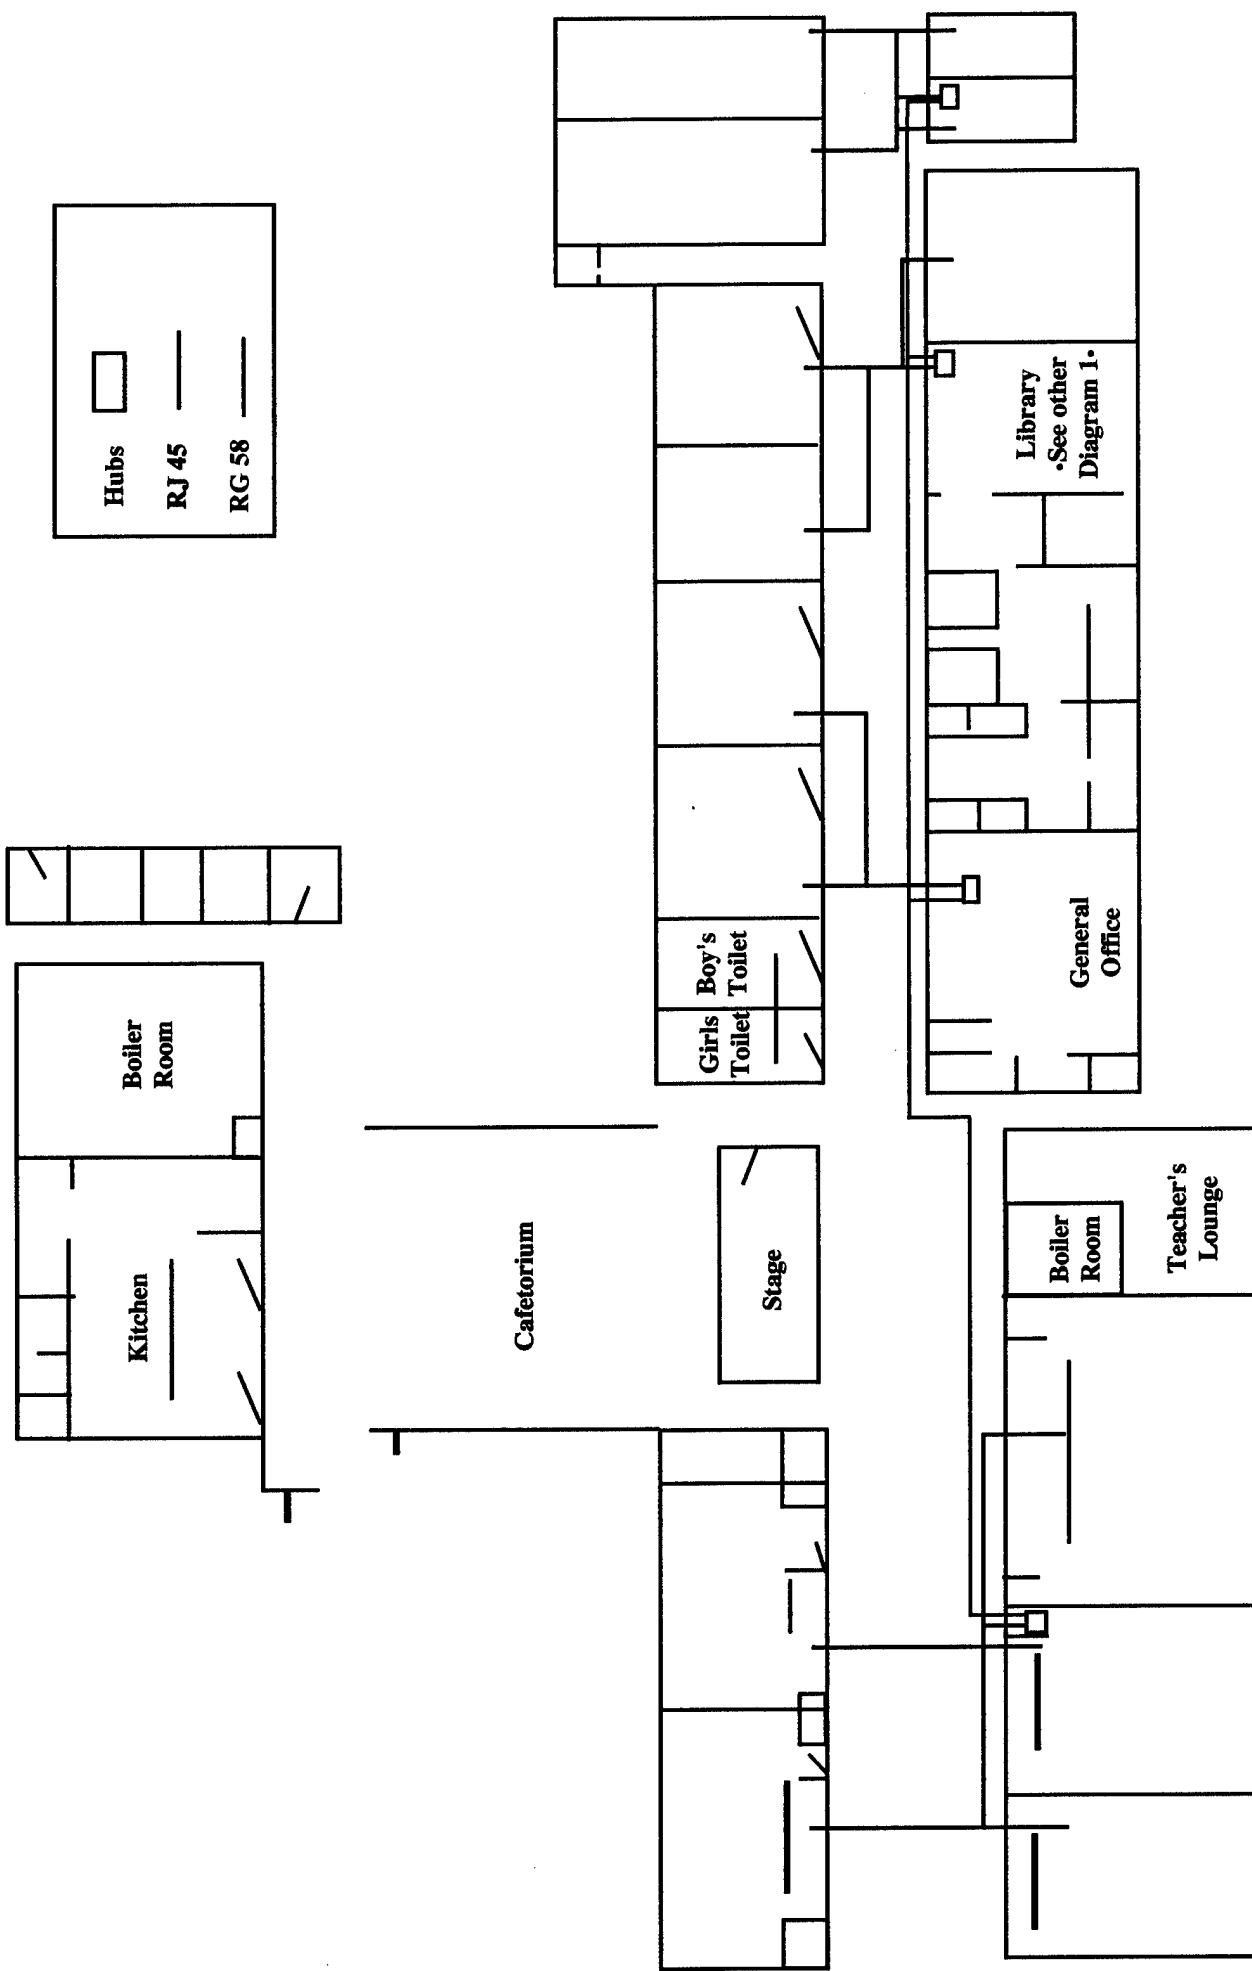 Hubs
RJ 45
RG 58
Boiler
Room
Kitchen
Cafetorium
Stage
Girls
Toilet
Boy's
Toilet
Library
•See other
Diagram 1•
General
Office
Boiler
Room
Teacher's
Lounge